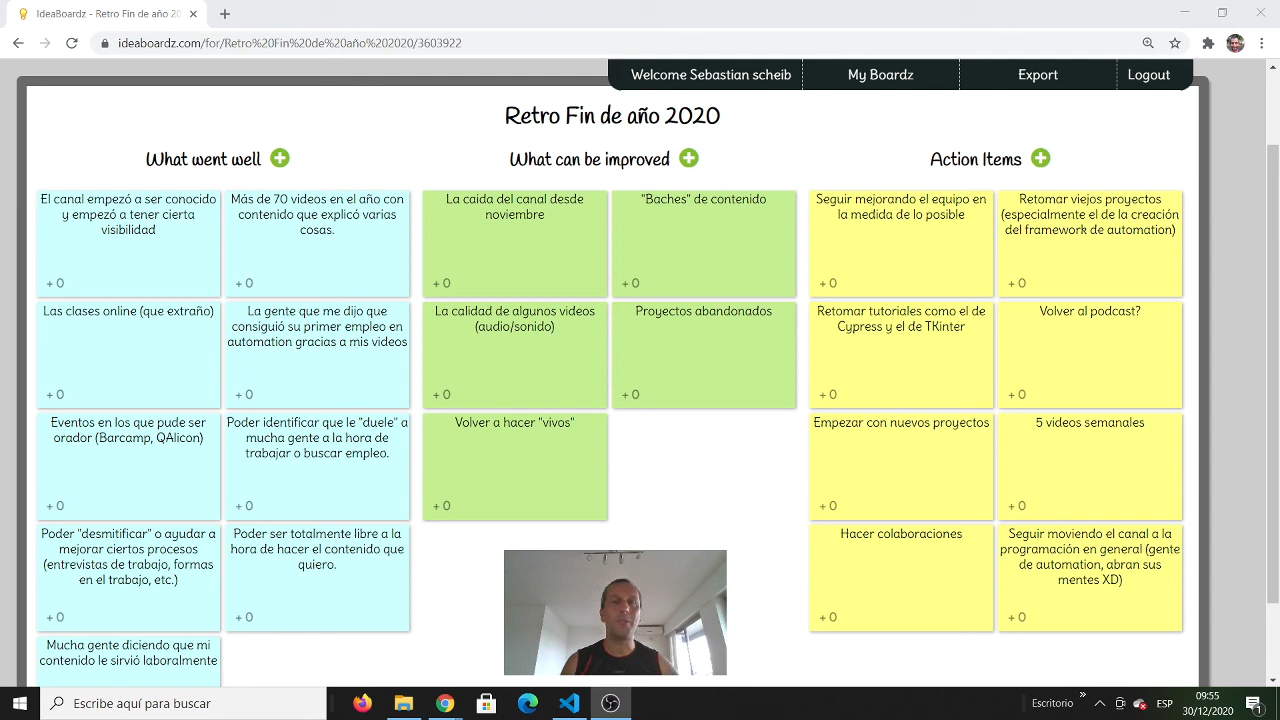 IdeaBoardz - Retro Fin de año 20
ideaboardz.com/for/Retro%20Fin%20de%20año%202020/3603922
Welcome Sebastian scheib
My Boardz
Export
Logout
Retro Fin de año 2020
What went well
El canal empezó a ser conocido
y empezó a tener cierta
visibilidad
+ 0
Más de 70 videos en el año con
contenido que explicó varias
cosas.
+ 0
Las clases online (que extraño)
+ 0
La gente que me dijo que
consiguió su primer empleo en
automation gracias a mis videos
+ 0
Eventos en los que pude ser
orador (Barcamp, QAlicon)
+ 0
Poder identificar que le "duele" a
mucha gente a la hora de
trabajar o buscar empleo.
+ 0
Poder "desmitificar" o ayudar a
mejorar ciertos procesos
(entrevistas de trabajo, formas
en el trabajo, etc.)
+ 0
Poder ser totalmente libre a la
hora de hacer el contenido que
quiero.
+ 0
Mucha gente diciendo que mi
contenido le sirvió laboralmente
What can be improved
La caida del canal desde
noviembre
+ 0
"Baches" de contenido
+ 0
La calidad de algunos videos
(audio/sonido)
+ 0
Proyectos abandonados
+ 0
Volver a hacer "vivos"
+ 0
Action Items
Seguir mejorando el equipo en
la medida de lo posible
+ 0
Retomar viejos proyectos
(especialmente el de la creación
del framework de automation)
+ 0
Retomar tutoriales como el de
Cypress y el de TKinter
+ 0
Volver al podcast?
+ 0
Empezar con nuevos proyectos
+ 0
5 videos semanales
+ 0
Hacer colaboraciones
+ 0
Seguir moviendo el canal a la
programación en general (gente
de automation, abran sus
mentes XD)
+ 0
Escribe aquí para buscar
Escritorio
ESP
09:55
30/12/2020
1